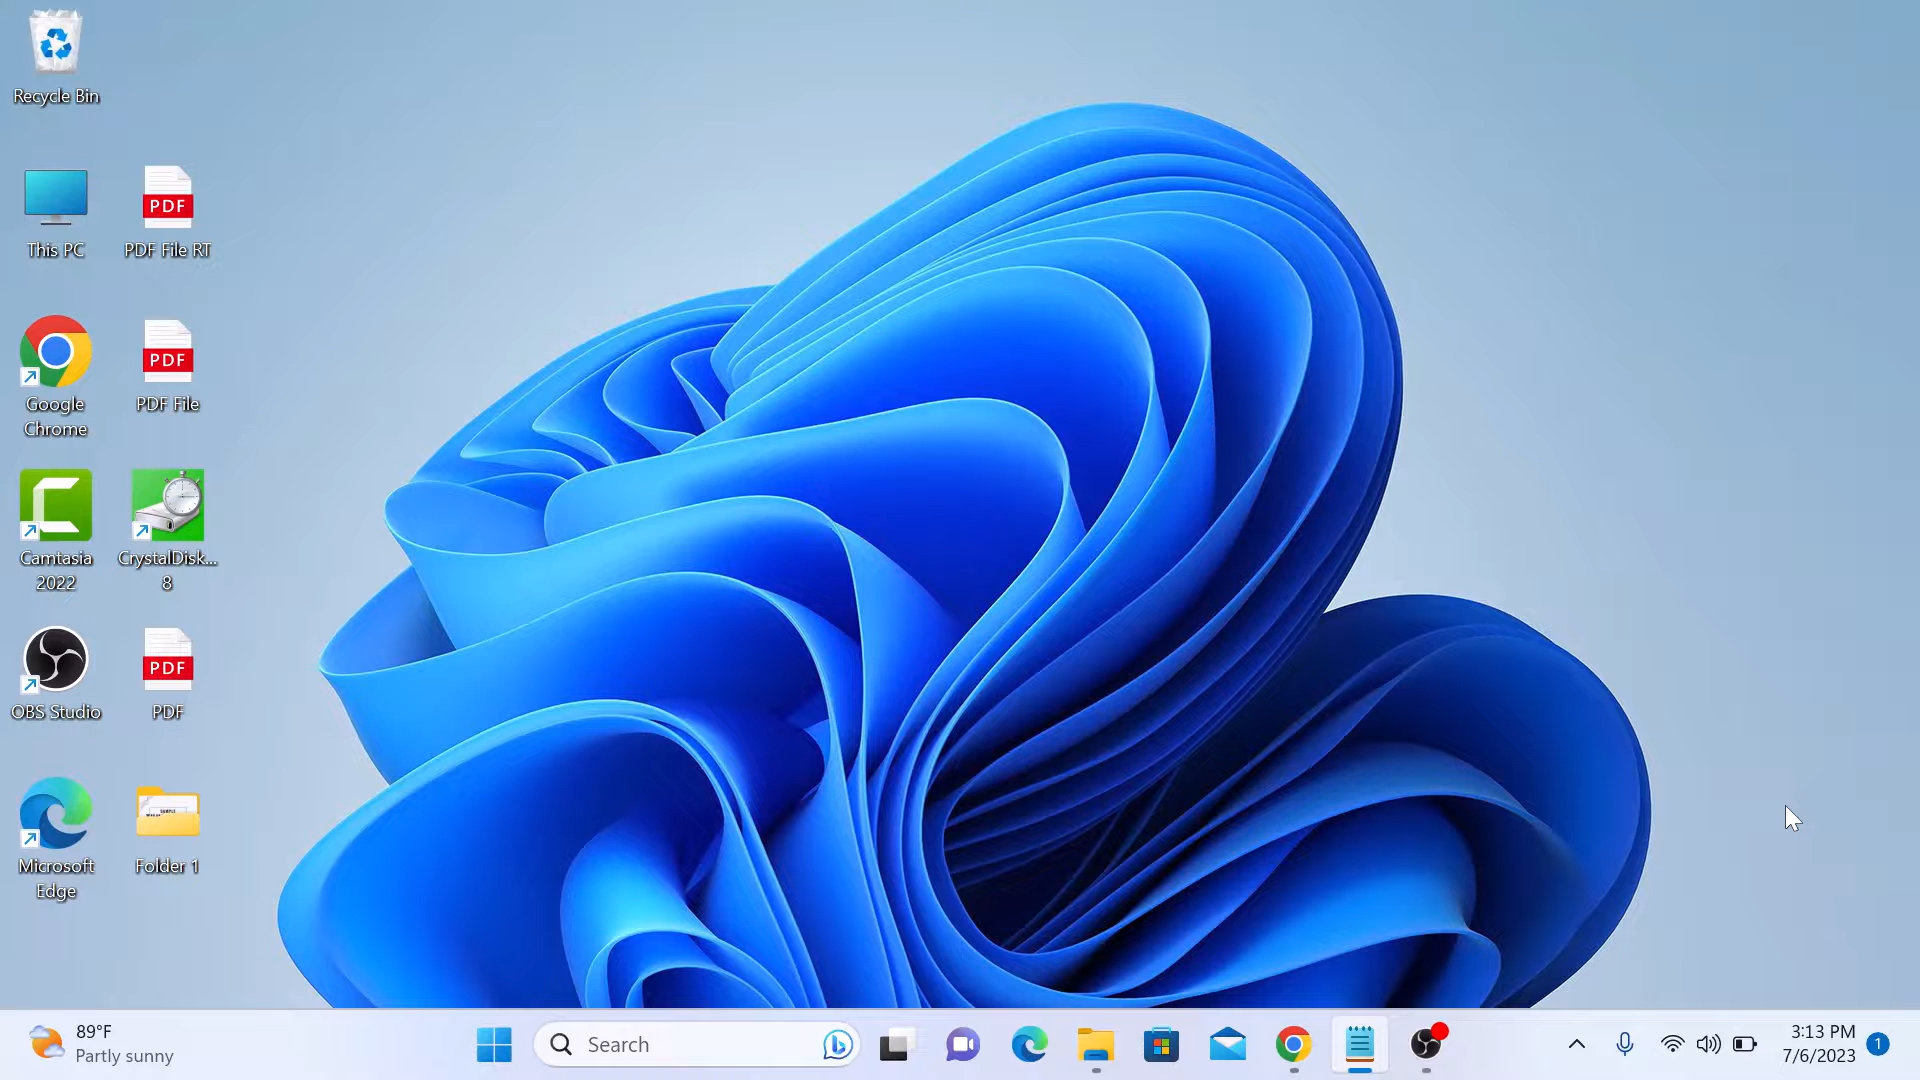 Recycle Bin
This PC
PDF
PDF File RT
Google
Chrome
PDF
PDF File
Camtasia
2022
CrystalDisk...
8
OBS Studio
PDF
PDF
Microsoft
Edge
SAMPLE
Folder 1
89°F
Partly sunny
Search
3:13 PM
7/6/2023
1